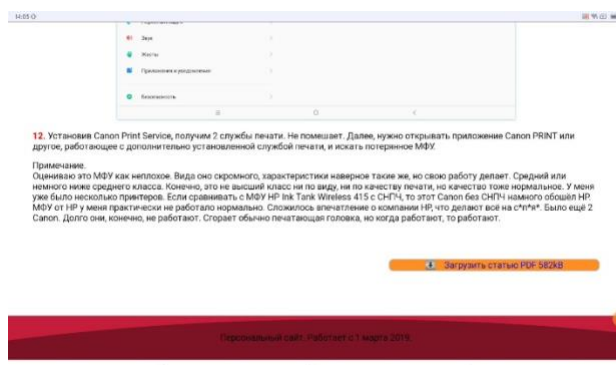 14:05
Звук
Жесты
Приложения и уведомления
Безопасность
12. Установив Canon Print Service, получим 2 службы печати. Не помешает. Далее, нужно открывать приложение Canon PRINT или
другое, работающее с дополнительно установленной службой печати, и искать потерянное МФУ.
Примечание.
Оцениваю это МФУ как неплохое. Вида оно скромного, характеристики наверное такие же, но свою работу делает. Средний или
немного ниже среднего класса. Конечно, это не высший класс ни по виду, ни по качеству печати, но качество тоже нормальное. У меня
уже было несколько принтеров. Если сравнивать с МФУ HP Ink Tank Wireless 415 с СНПЧ, то этот Canon без СНПЧ намного обошёл HP.
МФУ от HP у меня практически не работало нормально. Сложилось впечатление о компании HP, что делают всё на с*п*я*. Было ещё 2
Canon. Долго они, конечно, не работают. Сгорает обычно печатающая головка, но когда работают, то работают.
Загрузить статью PDF 582kB
Персональный сайт. Работает с 1 марта 2019.